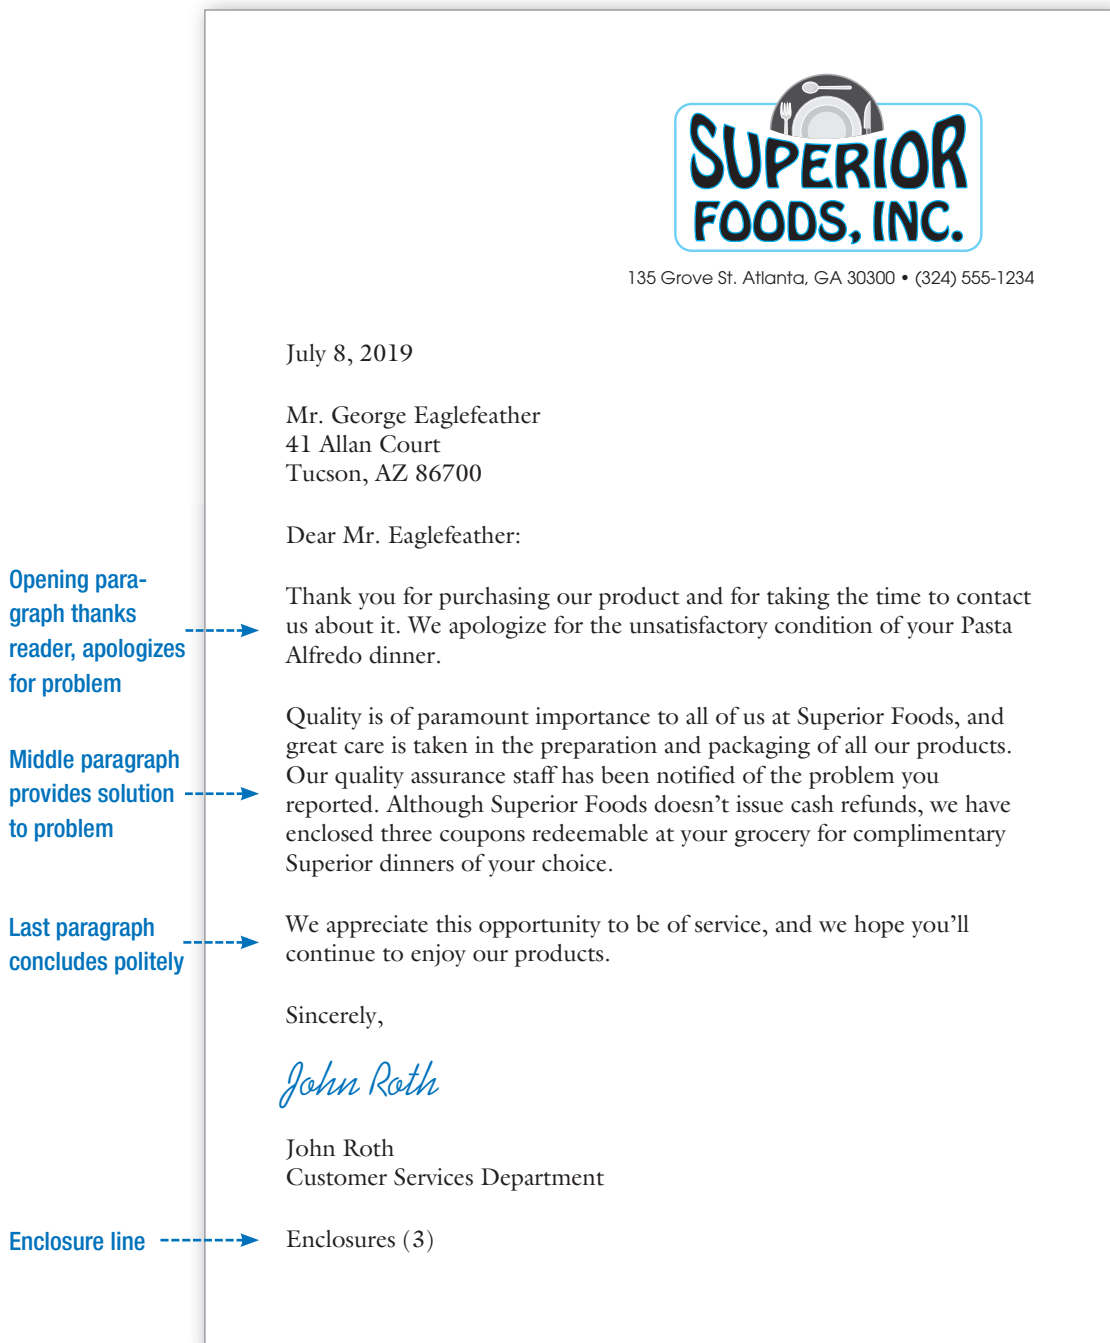 SUPERIOR
FOODS, INC.
135 Grove St. Atlanta, GA 30300 • (324) 555-1234
July 8, 2019
Mr. George Eaglefeather
41 Allan Court
Tucson, AZ 86700
Dear Mr. Eaglefeather:
Opening para-
graph thanks
reader, apologizes
for problem
Thank you for purchasing our product and for taking the time to contact
us about it. We apologize for the unsatisfactory condition of your Pasta
Alfredo dinner.
Middle paragraph
provides solution
to problem
Quality is of paramount importance to all of us at Superior Foods, and
great care is taken in the preparation and packaging of all our products.
Our quality assurance staff has been notified of the problem you
reported. Although Superior Foods doesn’t issue cash refunds, we have
enclosed three coupons redeemable at your grocery for complimentary
Superior dinners of your choice.
Last paragraph
concludes politely
We appreciate this opportunity to be of service, and we hope you’ll
continue to enjoy our products.
Sincerely,
John Roth
John Roth
Customer Services Department
Enclosure line
Enclosures (3)